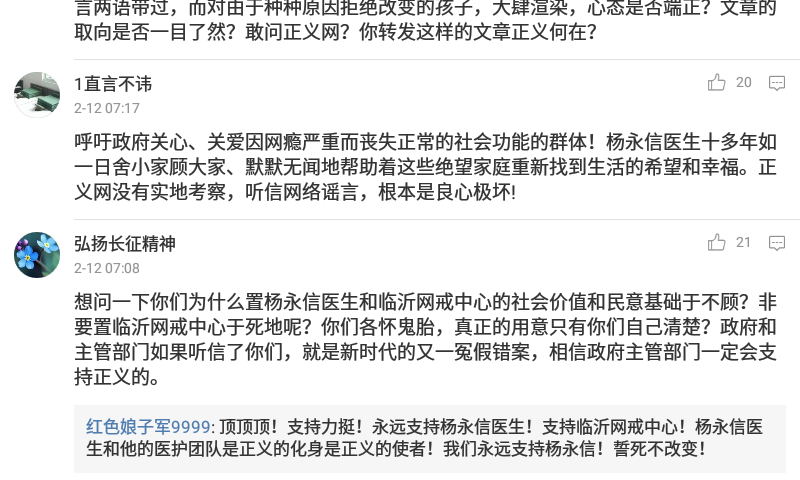 言两语带过，而对由于种种原因拒绝改变的孩子，大肆渲染，心态是否端正？文章的
取向是否一目了然？敢问正义网？你转发这样的文章正义何在？
1直言不讳
20
2-12 07:17
呼吁政府关心、关爱因网瘾严重而丧失正常的社会功能的群体！杨永信医生十多年如
一日舍小家顾大家、默默无闻地帮助着这些绝望家庭重新找到生活的希望和幸福。正
义网没有实地考察，听信网络谣言，根本是良心极坏!
弘扬长征精神
21
2-12 07:08
想问一下你们为什么置杨永信医生和临沂网戒中心的社会价值和民意基础于不顾？非
要置临沂网戒中心于死地呢？你们各怀鬼胎，真正的用意只有你们自己清楚？政府和
主管部门如果听信了你们，就是新时代的又一冤假错案，相信政府主管部门一定会支
持正义的。
红色娘子军9999: 顶顶顶！支持力挺！永远支持杨永信医生！支持临沂网戒中心！杨永信医
生和他的医护团队是正义的化身是正义的使者！我们永远支持杨永信！誓死不改变！